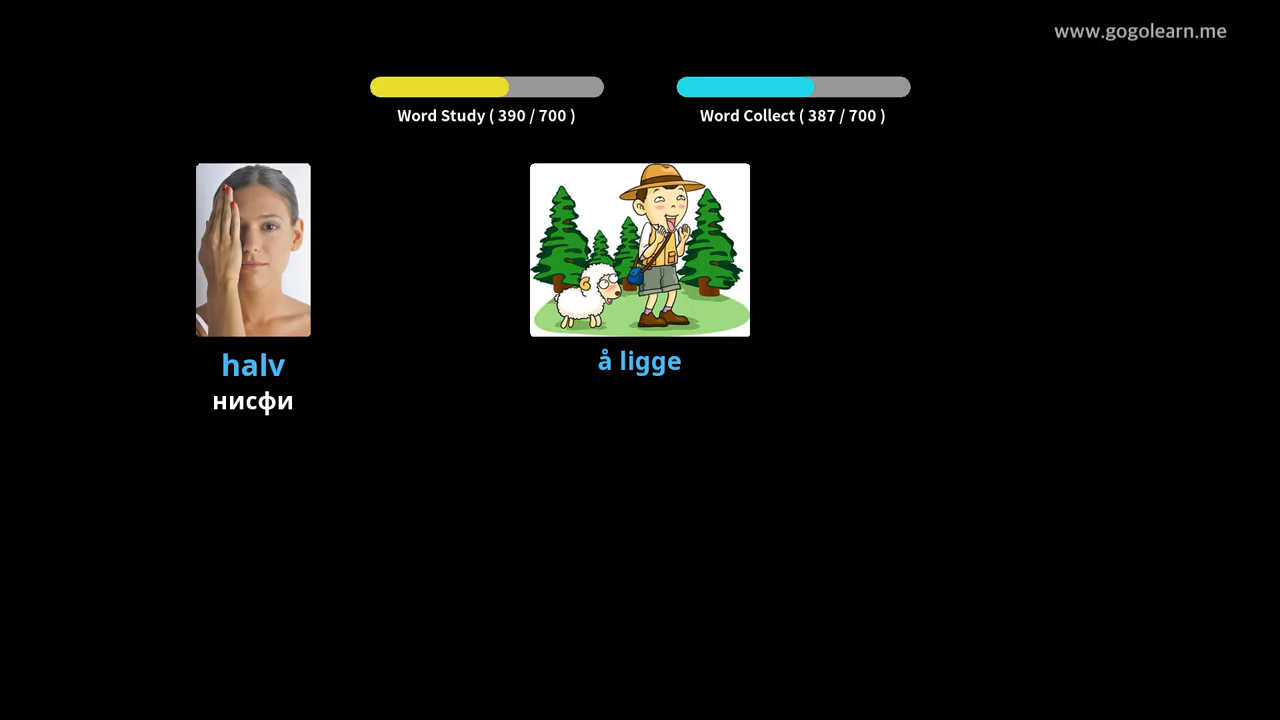 www.gogolearn.me
Word Study ( 390 / 700 )
Word Collect ( 387 / 700 )
halv
нисфи
å ligge